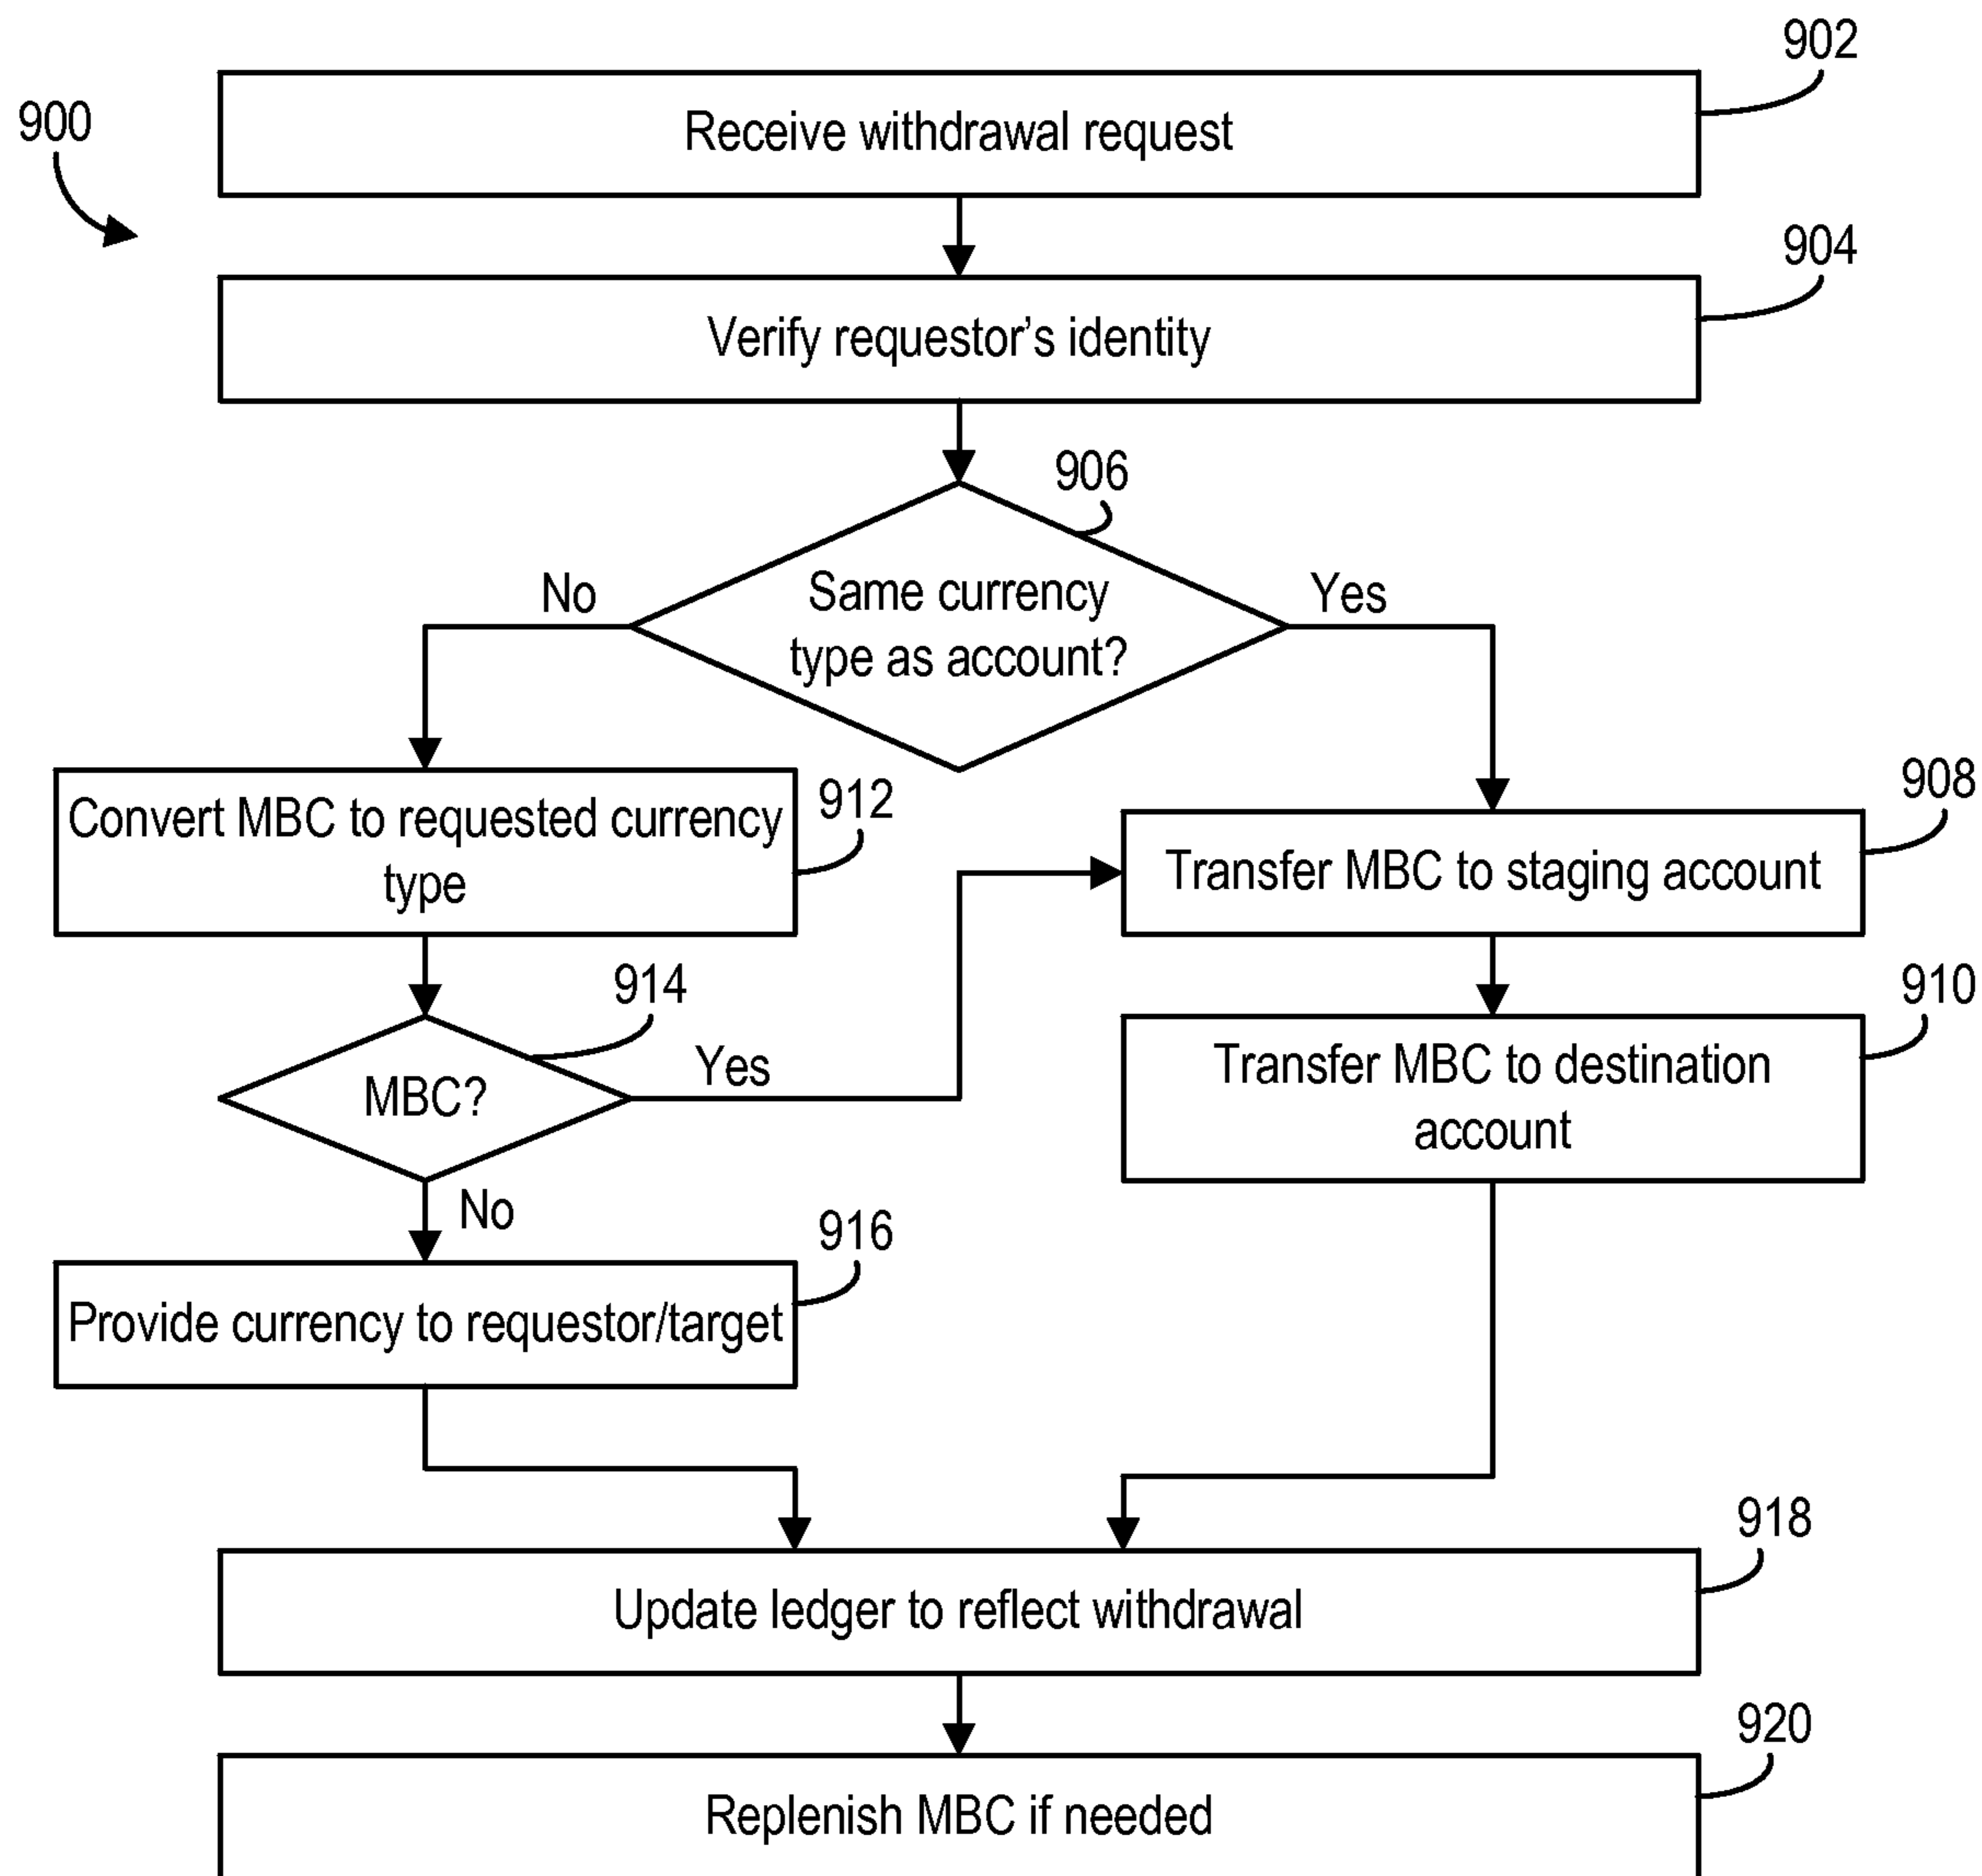 902
900
Receive withdrawal request
904
Verify requestor’s identity
906
No
Same currency
type as account?
Yes
912
Convert MBC to requested currency
type
908
Transfer MBC to staging account
914
MBC?
Yes
910
Transfer MBC to destination
account
No
916
Provide currency to requestor/target
918
Update ledger to reflect withdrawal
920
Replenish MBC if needed